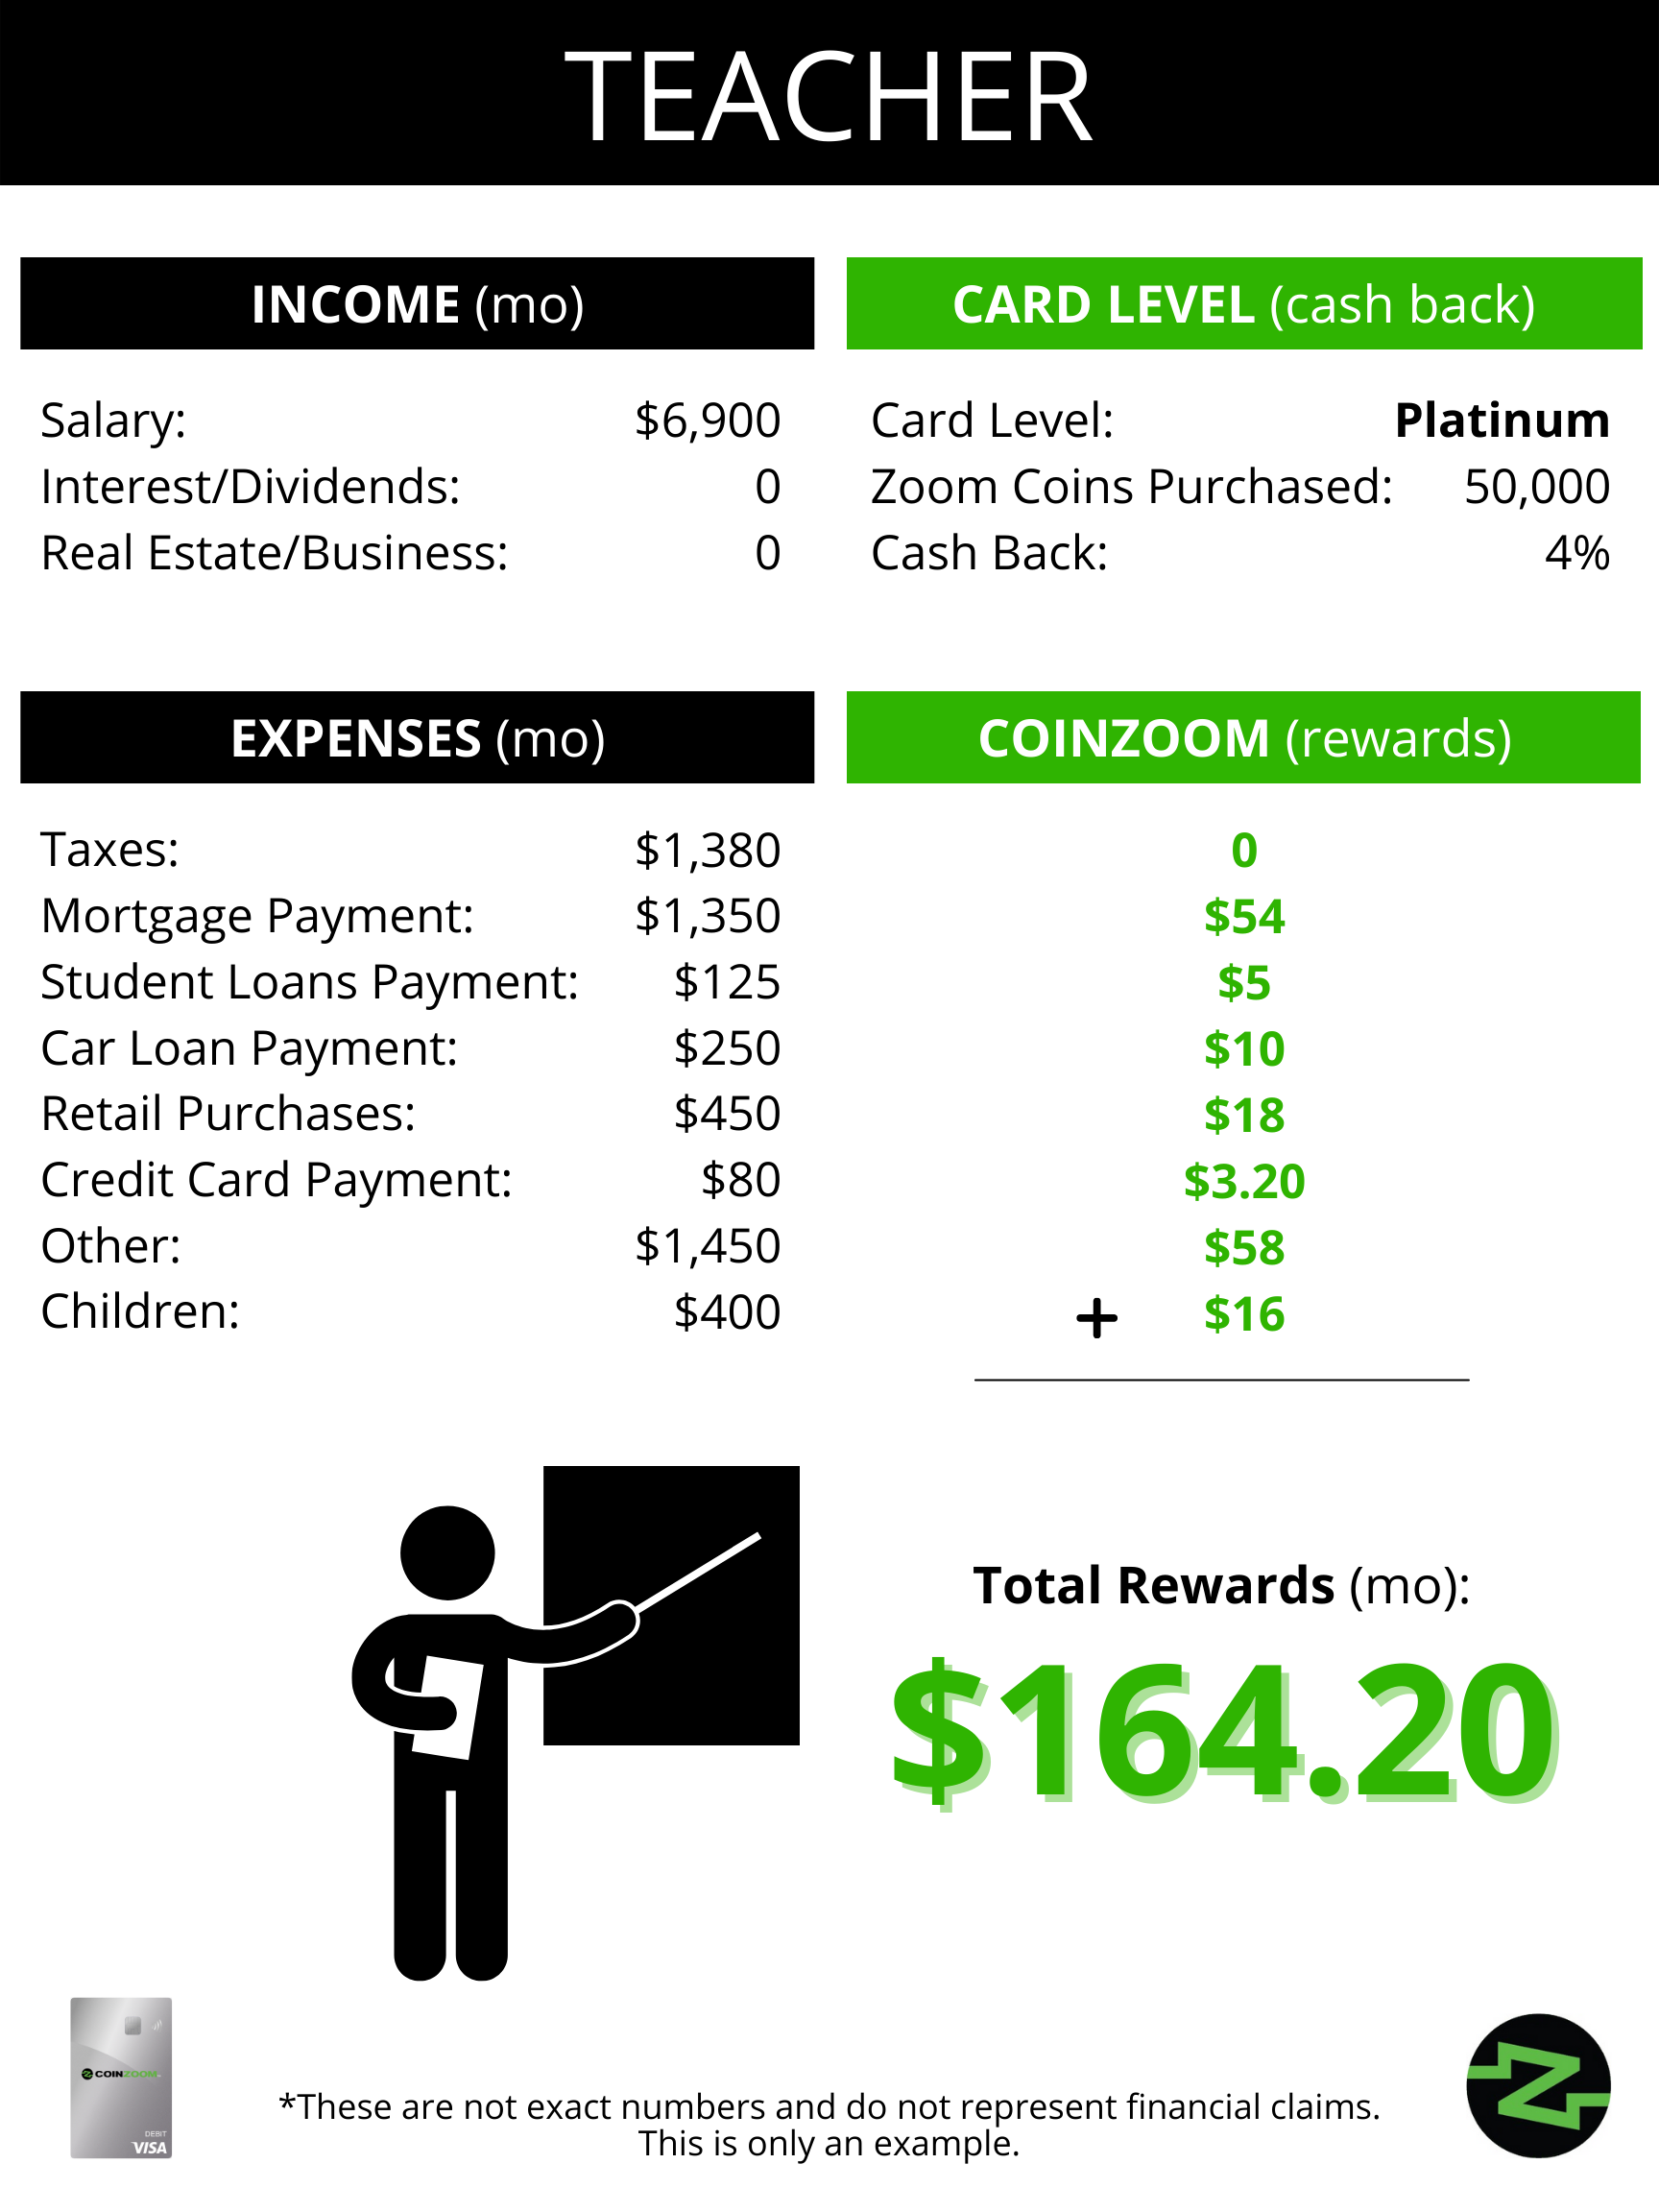 TEACHER
INCOME (mo)
Salary: $6,900
Interest/Dividends: 0
Real Estate/Business: 0
CARD LEVEL (cash back)
Card Level: Platinum
Zoom Coins Purchased: 50,000
Cash Back: 4%
EXPENSES (mo)
Taxes: $1,380
Mortgage Payment: $1,350
Student Loans Payment: $125
Car Loan Payment: $250
Retail Purchases: $450
Credit Card Payment: $80
Other: $1,450
Children: $400
COINZOOM (rewards)
0
$54
$5
$10
$18
$3.20
$58
+ $16
Total Rewards (mo):
$164.20
COINZOOM
DEBIT
VISA
*These are not exact numbers and do not represent financial claims.
This is only an example.